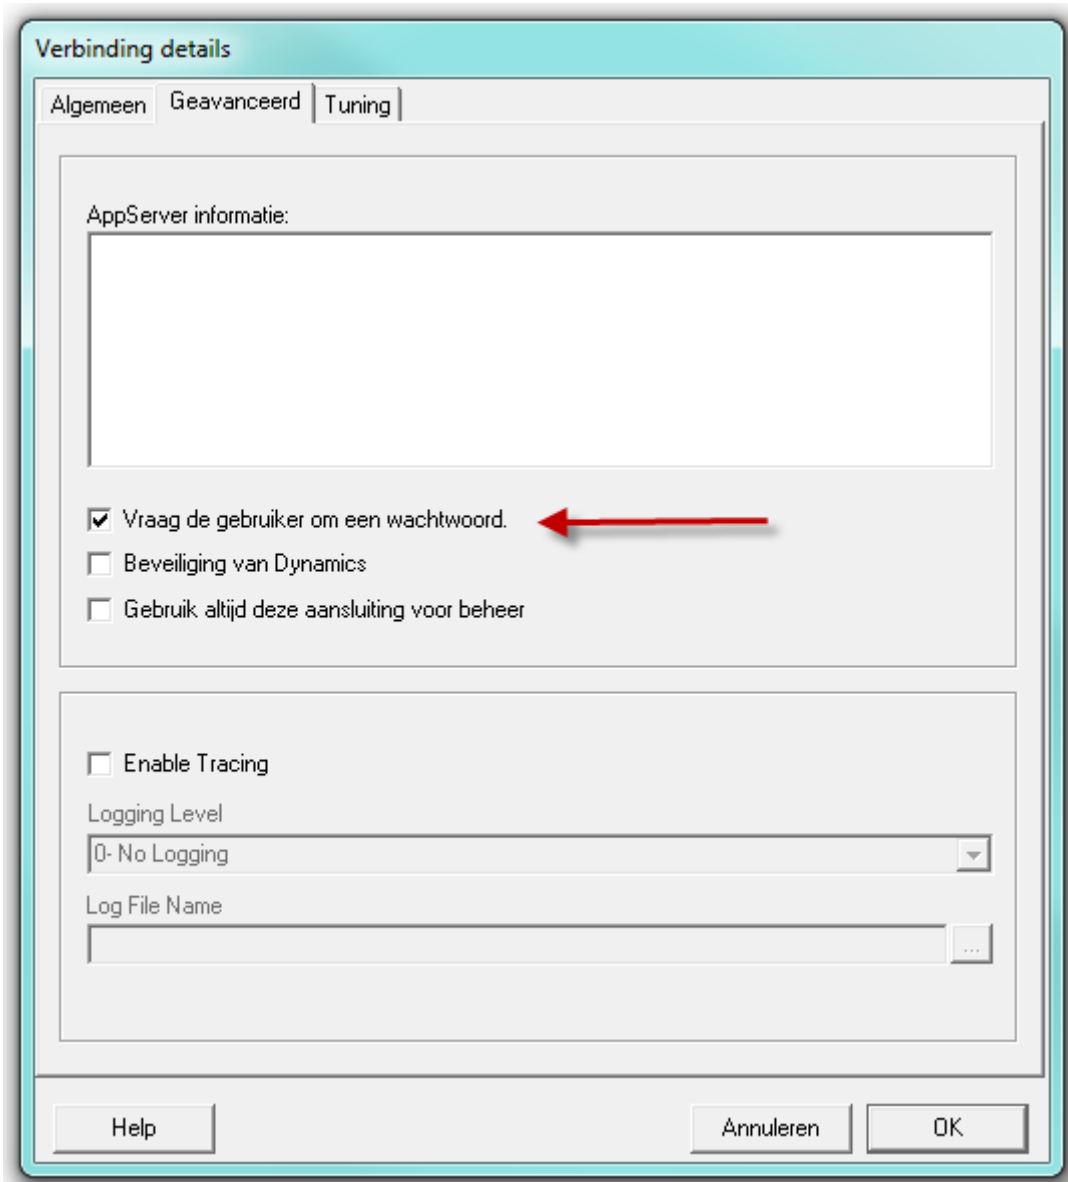 Verbinding details
Algemeen Geavanceerd Tuning
AppServer informatie:
Vraag de gebruiker om een wachtwoord.
Beveiliging van Dynamics
Gebruik altijd deze aansluiting voor beheer
Enable Tracing
Logging Level
0- No Logging
Log File Name
...
Help Annuleren OK